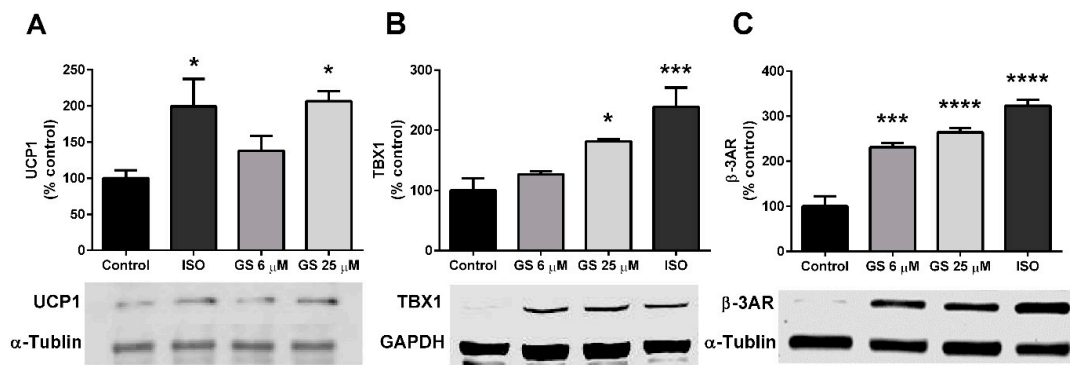 A
UCP1
(% control)
250
200
150
100
50
0
*
*
Control ISO GS 6 μM GS 25 μM
UCP1
α-Tublin
B
TBX1
(% control)
300
200
100
0
*
***
Control GS 6 μM GS 25 μM ISO
TBX1
GAPDH
C
β-3AR
(% control)
400
300
200
100
0
***
****
****
Control GS 6 μM GS 25 μM ISO
β-3AR
α-Tublin